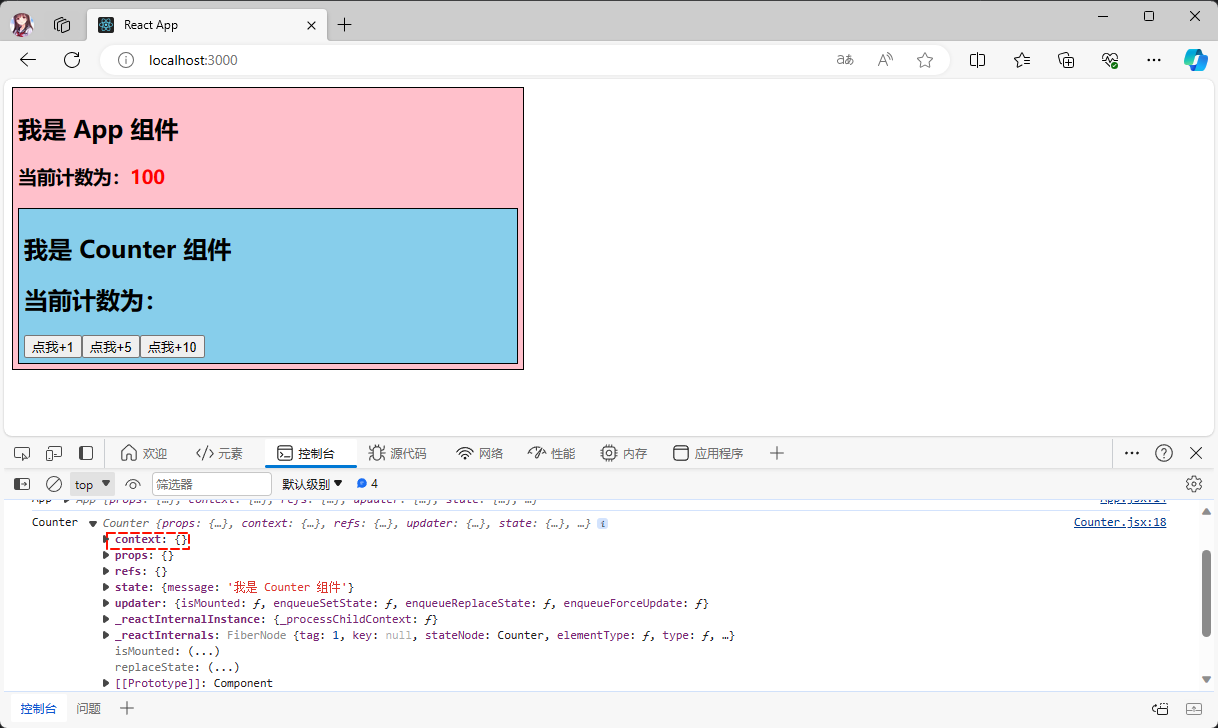 React App
localhost:3000
我是 App 组件
当前计数为：100
我是 Counter 组件
当前计数为：
点我+1 点我+5 点我+10
欢迎 元素 控制台 源代码 网络 性能 内存 应用程序
top 筛选器 默认级别 4
App App {props: {…}, context: {…}, refs: {…}, updater: {…}, state: {…}, …} App.jsx:14
Counter Counter {props: {…}, context: {…}, refs: {…}, updater: {…}, state: {…}, …} Counter.jsx:18
context: {}
props: {}
refs: {}
state: {message: '我是 Counter 组件'}
updater: {isMounted: ƒ, enqueueSetState: ƒ, enqueueReplaceState: ƒ, enqueueForceUpdate: ƒ}
_reactInternalInstance: {_processChildContext: ƒ}
_reactInternals: FiberNode {tag: 1, key: null, stateNode: Counter, elementType: ƒ, type: ƒ, …}
isMounted: (...)
replaceState: (...)
[[Prototype]]: Component
控制台 问题